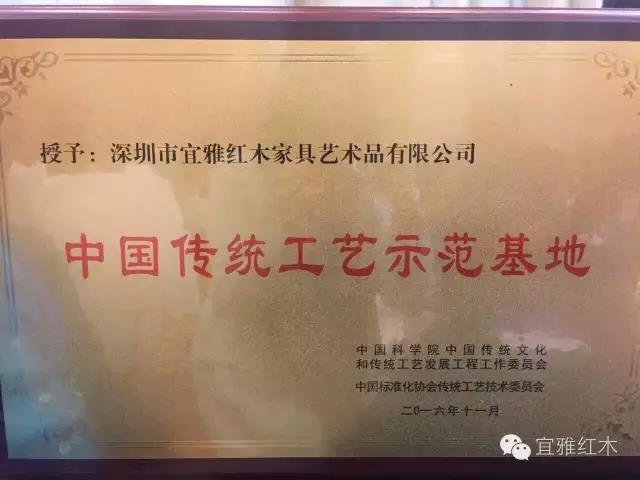 授予：深圳市宜雅红木家具艺术品有限公司
中国传统工艺示范基地
中国科学院中国传统文化
和传统工艺发展工程工作委员会
中国标准化协会传统工艺技术委员会
二0一六年十一月
宜雅红木